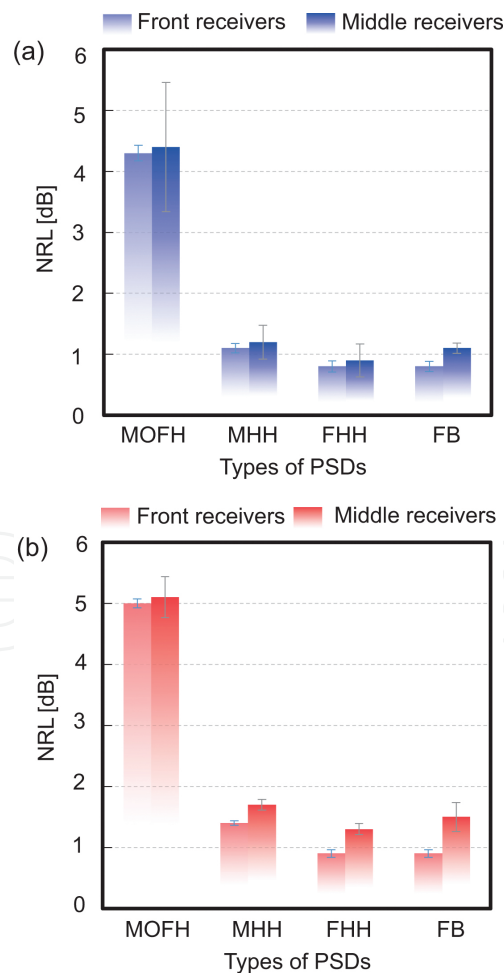 Front receivers Middle receivers
(a)
6
5
4
3
2
1
0
NRL [dB]
MOFH MHH FHH FB
Types of PSDs
Front receivers Middle receivers
(b)
6
5
4
3
2
1
0
NRL [dB]
MOFH MHH FHH FB
Types of PSDs